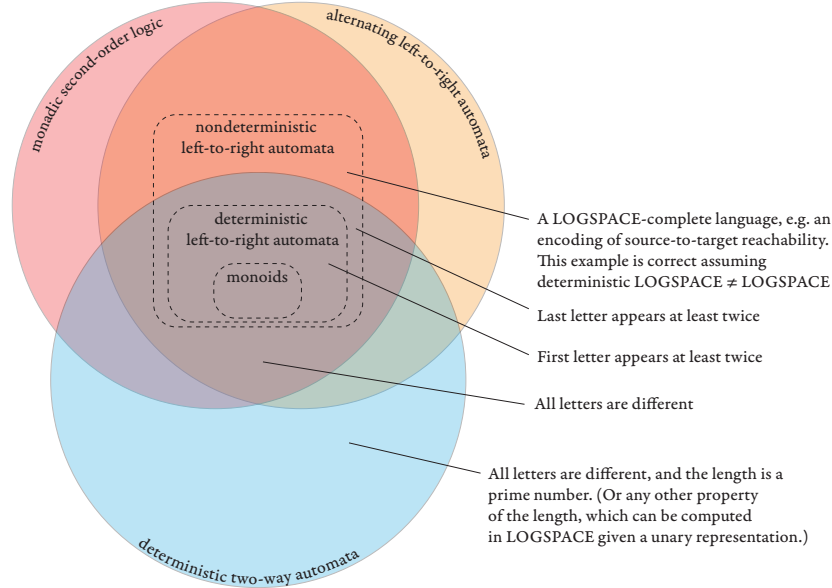 monadic second-order logic
alternating left-to-right automata
nondeterministic
left-to-right automata
deterministic
left-to-right automata
monoids
A LOGSPACE-complete language, e.g. an
encoding of source-to-target reachability.
This example is correct assuming
deterministic LOGSPACE ≠ LOGSPACE
Last letter appears at least twice
First letter appears at least twice
All letters are different
All letters are different, and the length is a
prime number. (Or any other property
of the length, which can be computed
in LOGSPACE given a unary representation.)
deterministic two-way automata